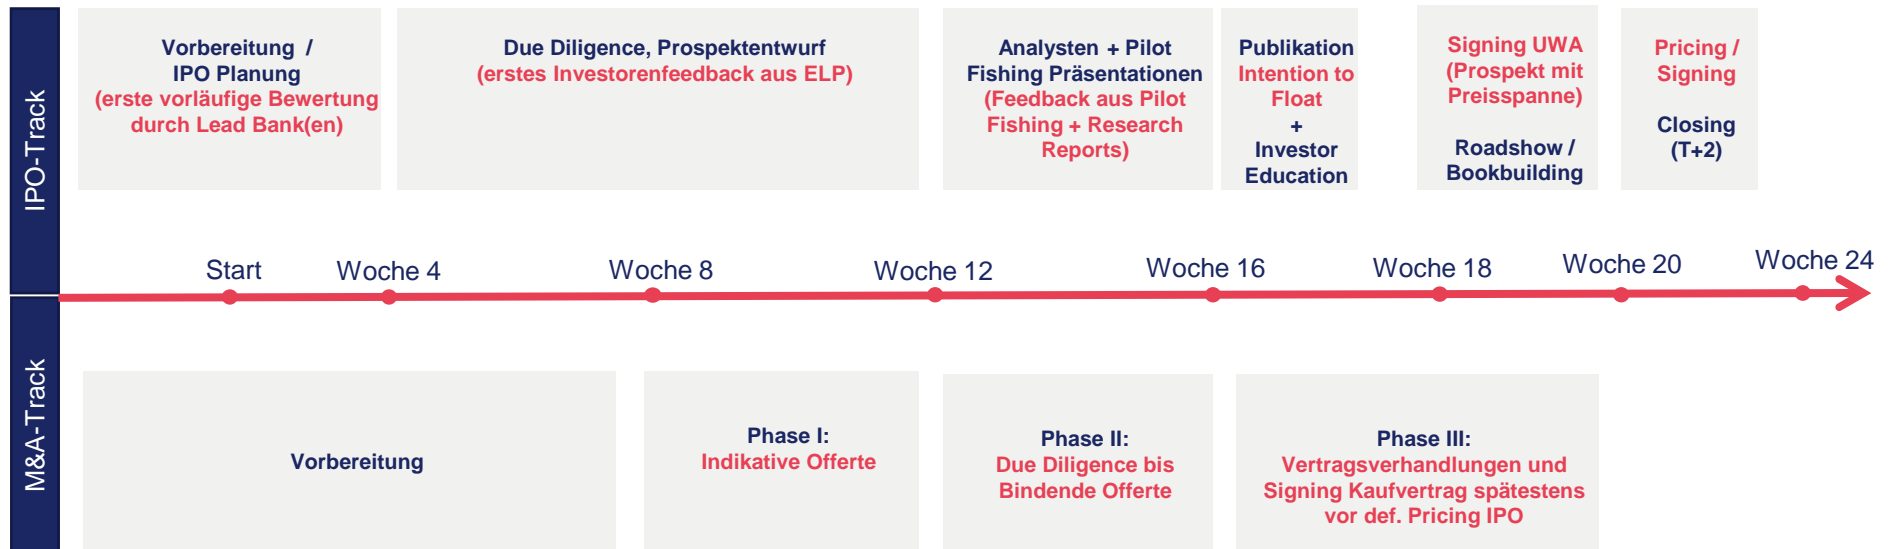 IPO-Track
Vorbereitung /
IPO Planung
(erste vorläufige Bewertung
durch Lead Bank(en)
Due Diligence, Prospektentwurf
(erstes Investorenfeedback aus ELP)
Analysten + Pilot
Fishing Präsentationen
(Feedback aus Pilot
Fishing + Research
Reports)
Publikation
Intention to
Float
+
Investor
Education
Signing UWA
(Prospekt mit
Preisspanne)
Roadshow /
Bookbuilding
Pricing /
Signing
Closing
(T+2)
Start
Woche 4
Woche 8
Woche 12
Woche 16
Woche 18
Woche 20
Woche 24
M&A-Track
Vorbereitung
Phase I:
Indikative Offerte
Phase II:
Due Diligence bis
Bindende Offerte
Phase III:
Vertragsverhandlungen und
Signing Kaufvertrag spätestens
vor def. Pricing IPO